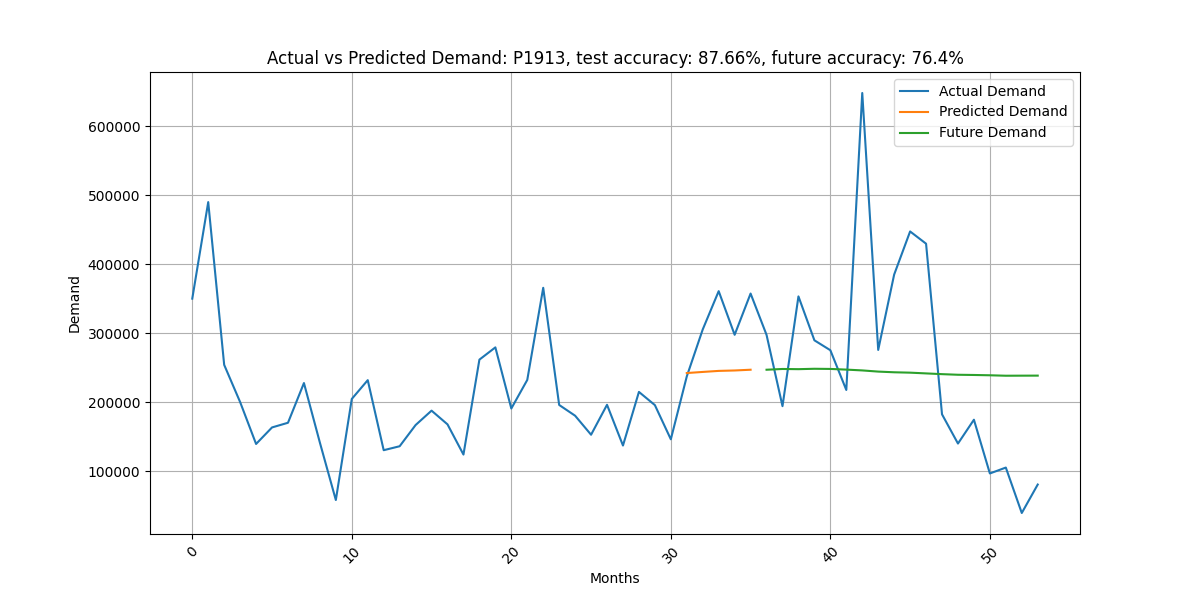 Actual vs Predicted Demand: P1913, test accuracy: 87.66%, future accuracy: 76.4%
Actual Demand
Predicted Demand
Future Demand
600000
500000
400000
300000
200000
100000
Demand
0
10
20
30
40
50
Months